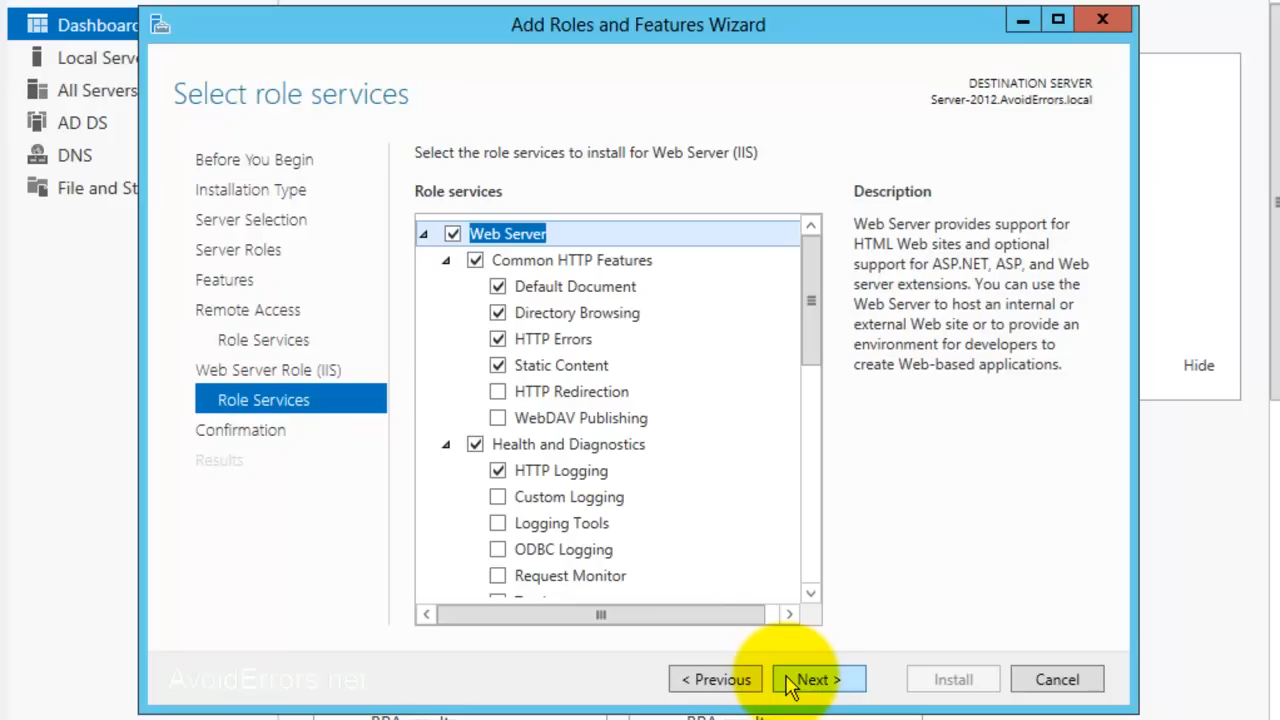 Add Roles and Features Wizard
Dashboard
Local Serve
All Servers
AD DS
DNS
File and St
Select role services
DESTINATION SERVER
Server-2012.AvoidErrors.local
Before You Begin
Installation Type
Server Selection
Server Roles
Features
Remote Access
Role Services
Web Server Role (IIS)
Role Services
Confirmation
Results
Select the role services to install for Web Server (IIS)
Role services
Web Server
Common HTTP Features
Default Document
Directory Browsing
HTTP Errors
Static Content
HTTP Redirection
WebDAV Publishing
Health and Diagnostics
HTTP Logging
Custom Logging
Logging Tools
ODBC Logging
Request Monitor
Description
Web Server provides support for
HTML Web sites and optional
support for ASP.NET, ASP, and Web
server extensions. You can use the
Web Server to host an internal or
external Web site or to provide an
environment for developers to
create Web-based applications.
Hide
AvoidErrors.net
< Previous
Next >
Install
Cancel